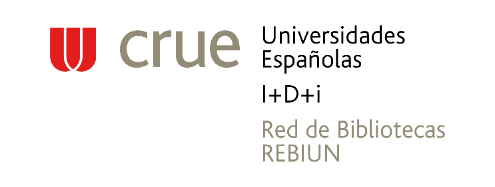 crue
Universidades
Españolas
I+D+i
Red de Bibliotecas
REBIUN